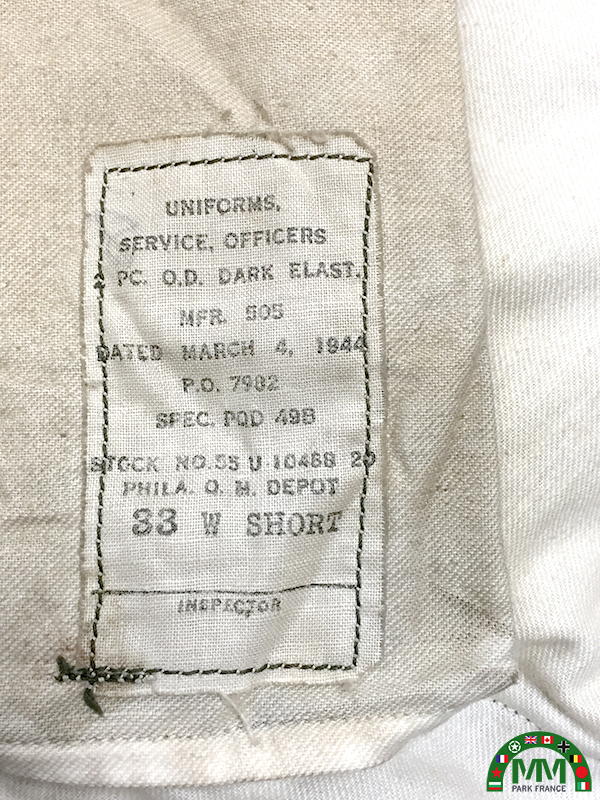 UNIFORMS,
SERVICE, OFFICERS
PC. O.D. DARK ELAST.
MFR. 505
DATED MARCH 4, 1944
P.O. 7982
SPEC. PQD 49B
STOCK NO. 55 U 10468 20
PHILA. Q. M. DEPOT
33 W SHORT
INSPECTOR
MM
PARK FRANCE